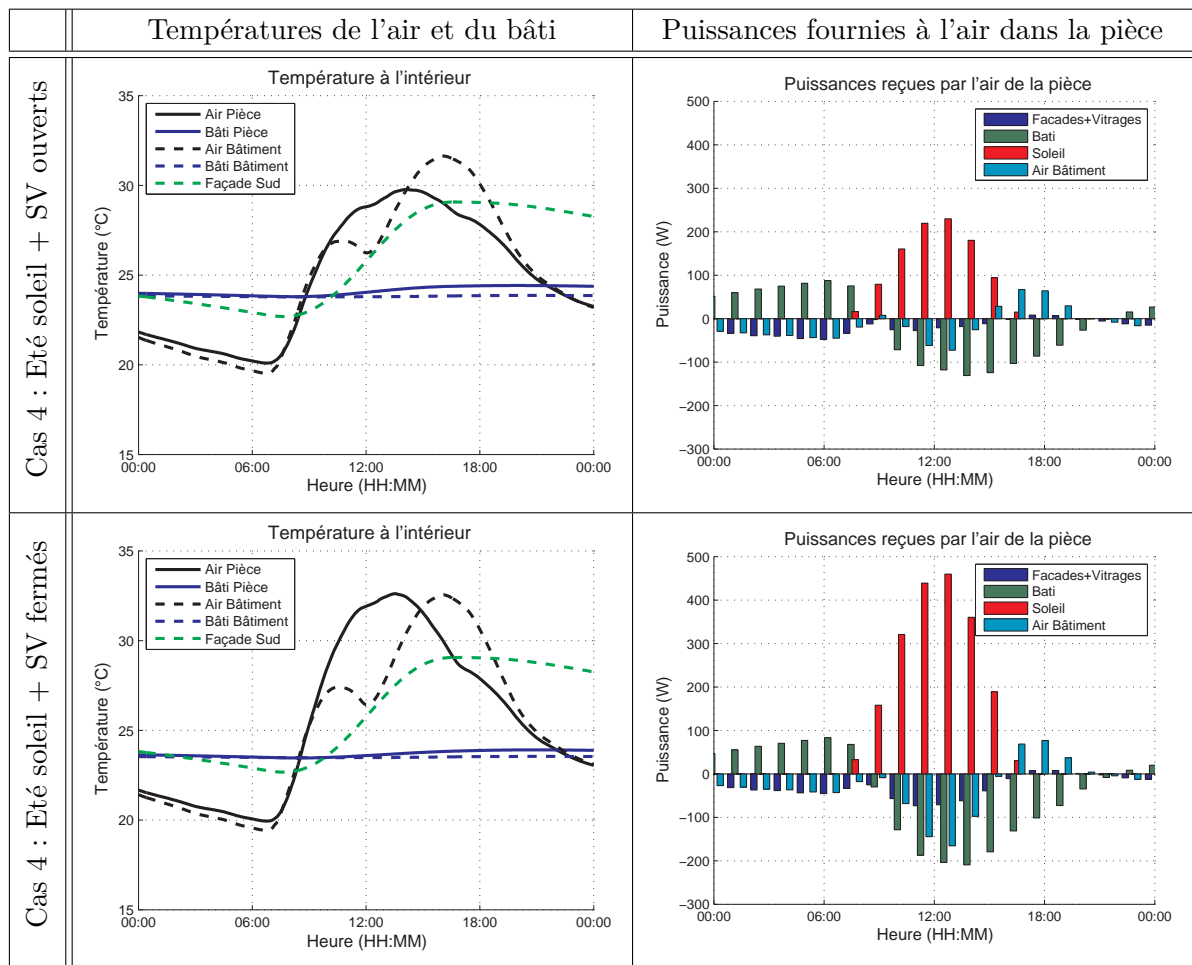 Températures de l'air et du bâti
Puissances fournies à l'air dans la pièce
Cas 4 : Eté soleil + SV ouverts
Température à l'intérieur
35
30
25
20
15
Température (°C)
Air Pièce
Bâti Pièce
Air Bâtiment
Bâti Bâtiment
Façade Sud
00:00 06:00 12:00 18:00 00:00
Heure (HH:MM)
Puissances reçues par l'air de la pièce
500
400
300
200
100
0
−100
−200
−300
Puissance (W)
Facades+Vitrages
Bati
Soleil
Air Bâtiment
00:00 06:00 12:00 18:00 00:00
Heure (HH:MM)
Cas 4 : Eté soleil + SV fermés
Température à l'intérieur
35
30
25
20
15
Température (°C)
Air Pièce
Bâti Pièce
Air Bâtiment
Bâti Bâtiment
Façade Sud
00:00 06:00 12:00 18:00 00:00
Heure (HH:MM)
Puissances reçues par l'air de la pièce
500
400
300
200
100
0
−100
−200
−300
Puissance (W)
Facades+Vitrages
Bati
Soleil
Air Bâtiment
00:00 06:00 12:00 18:00 00:00
Heure (HH:MM)